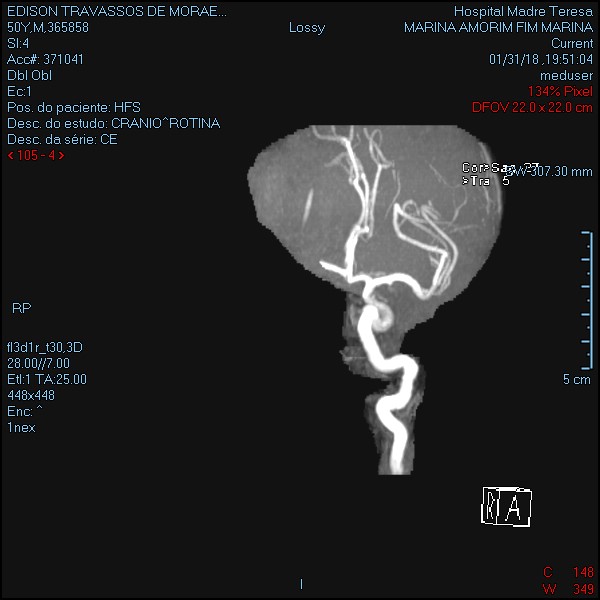 EDISON TRAVASSOS DE MORAE...
50Y,M,365858
Sl:4
Acc#: 371041
Dbl Obl
Ec:1
Pos. do paciente: HFS
Desc. do estudo: CRANIO^ROTINA
Desc. da série: CE
< 105 - 4 >
Lossy
Hospital Madre Teresa
MARINA AMORIM FIM MARINA
Current
01/31/18 ,19:51:04
meduser
134% Pixel
DFOV 22.0 x 22.0 cm
Cor>Sag
>Tra 5
-307.30 mm
RP
fl3d1r_t30,3D
28.00//7.00
Etl:1 TA:25.00
448x448
Enc: ^
1nex
5 cm
R A
I
C 148
W 349